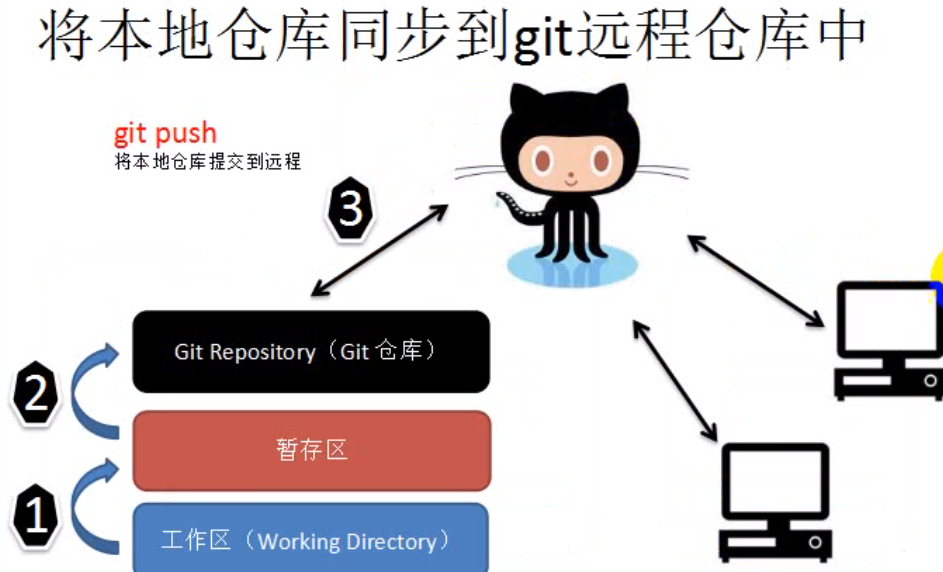 将本地仓库同步到git远程仓库中
git push
将本地仓库提交到远程
3
Git Repository（Git 仓库）
2
暂存区
1
工作区（Working Directory）